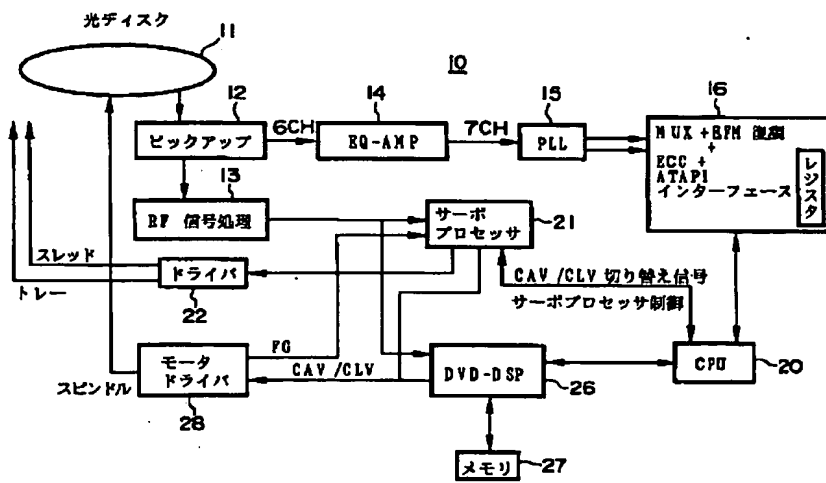 光ディスク
11
10
12
ピックアップ
6CH
14
EQ-AMP
7CH
15
PLL
16
MUX +EFM 復調
+
ECC +
ATAPI
インターフェース
レジスタ
13
RF 信号処理
サーボ
プロセッサ
21
スレッド
トレー
ドライバ
22
CAV /CLV 切り替え信号
サーボプロセッサ制御
FG
スピンドル
モータ
ドライバ
28
CAV /CLV
DVD-DSP
26
CPU
20
メモリ
27